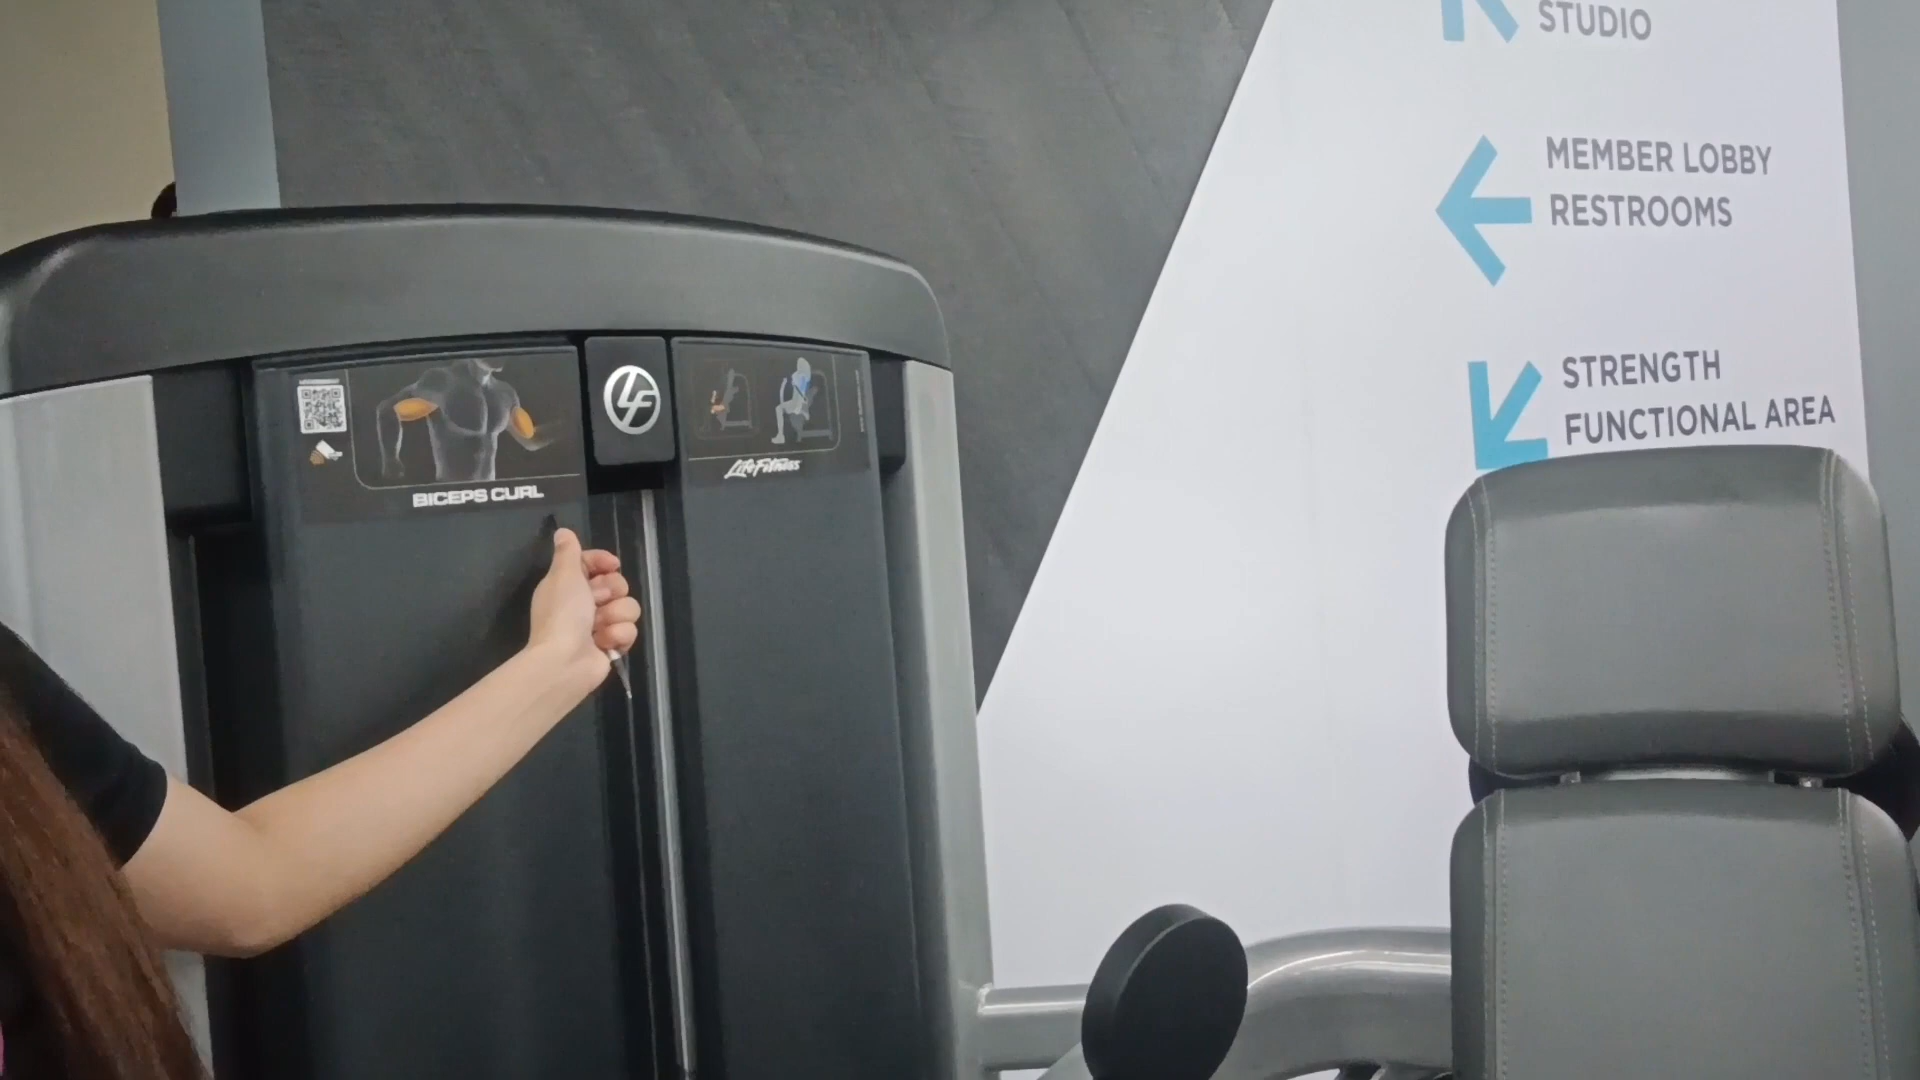 STUDIO
MEMBER LOBBY
RESTROOMS
STRENGTH
FUNCTIONAL AREA
LF
BICEPS CURL
Life Fitness